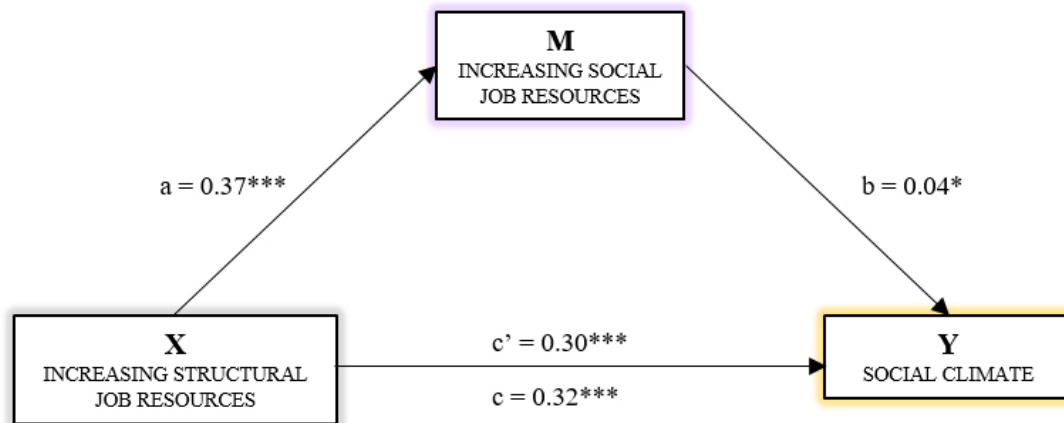 M
INCREASING SOCIAL
JOB RESOURCES
a = 0.37***
b = 0.04*
X
INCREASING STRUCTURAL
JOB RESOURCES
c’ = 0.30***
c = 0.32***
Y
SOCIAL CLIMATE